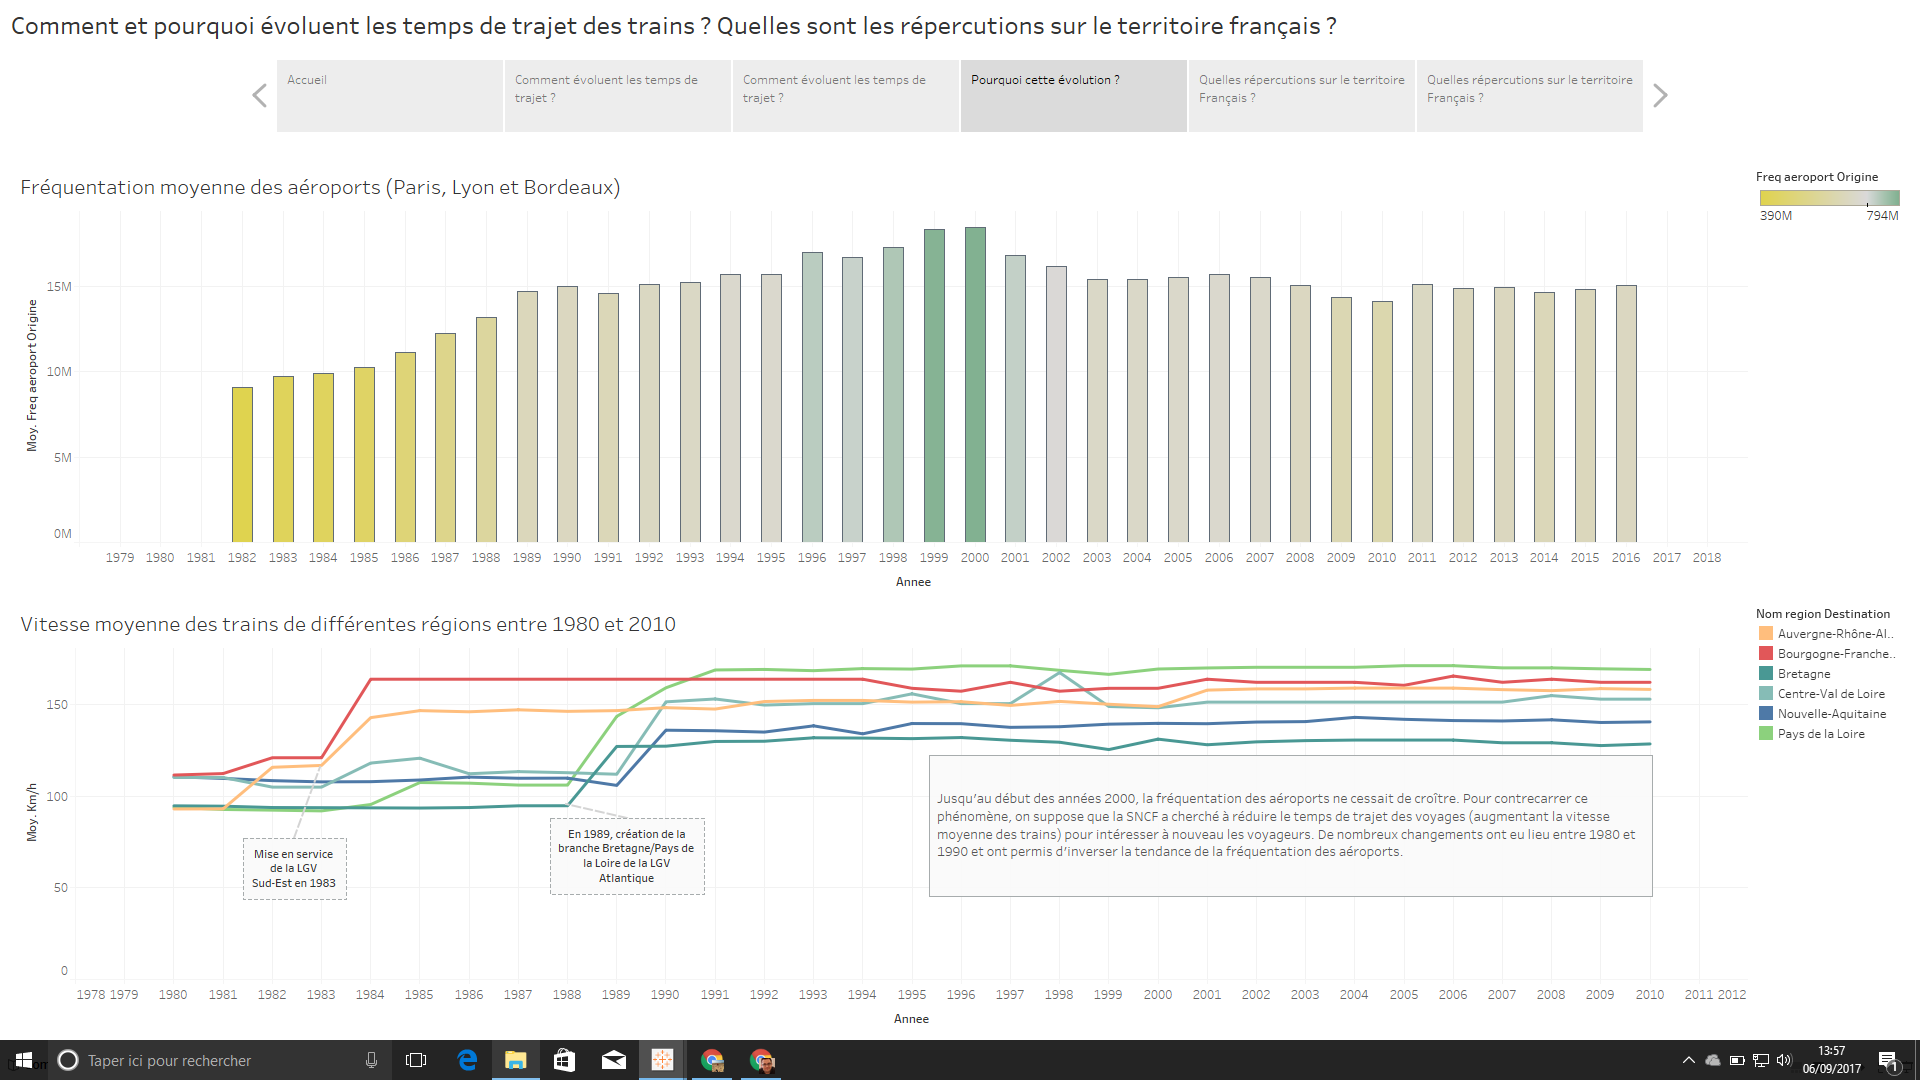 Comment et pourquoi évoluent les temps de trajet des trains ? Quelles sont les répercutions sur le territoire français ?
Accueil
Comment évoluent les temps de
trajet ?
Comment évoluent les temps de
trajet ?
Pourquoi cette évolution ?
Quelles répercutions sur le territoire
Français ?
Quelles répercutions sur le territoire
Français ?
Fréquentation moyenne des aéroports (Paris, Lyon et Bordeaux)
Freq aeroport Origine
390M 794M
Moy. Freq aeroport Origine
15M
10M
5M
0M
1979 1980 1981 1982 1983 1984 1985 1986 1987 1988 1989 1990 1991 1992 1993 1994 1995 1996 1997 1998 1999 2000 2001 2002 2003 2004 2005 2006 2007 2008 2009 2010 2011 2012 2013 2014 2015 2016 2017 2018
Annee
Vitesse moyenne des trains de différentes régions entre 1980 et 2010
Nom region Destination
Auvergne-Rhône-Al..
Bourgogne-Franche..
Bretagne
Centre-Val de Loire
Nouvelle-Aquitaine
Pays de la Loire
Moy. Km/h
150
100
50
0
Mise en service
de la LGV
Sud-Est en 1983
En 1989, création de la
branche Bretagne/Pays de
la Loire de la LGV
Atlantique
Jusqu'au début des années 2000, la fréquentation des aéroports ne cessait de croître. Pour contrecarrer ce
phénomène, on suppose que la SNCF a cherché à réduire le temps de trajet des voyages (augmentant la vitesse
moyenne des trains) pour intéresser à nouveau les voyageurs. De nombreux changements ont eu lieu entre 1980 et
1990 et ont permis d'inverser la tendance de la fréquentation des aéroports.
1978 1979 1980 1981 1982 1983 1984 1985 1986 1987 1988 1989 1990 1991 1992 1993 1994 1995 1996 1997 1998 1999 2000 2001 2002 2003 2004 2005 2006 2007 2008 2009 2010 2011 2012
Annee
Taper ici pour rechercher
13:57
06/09/2017
1